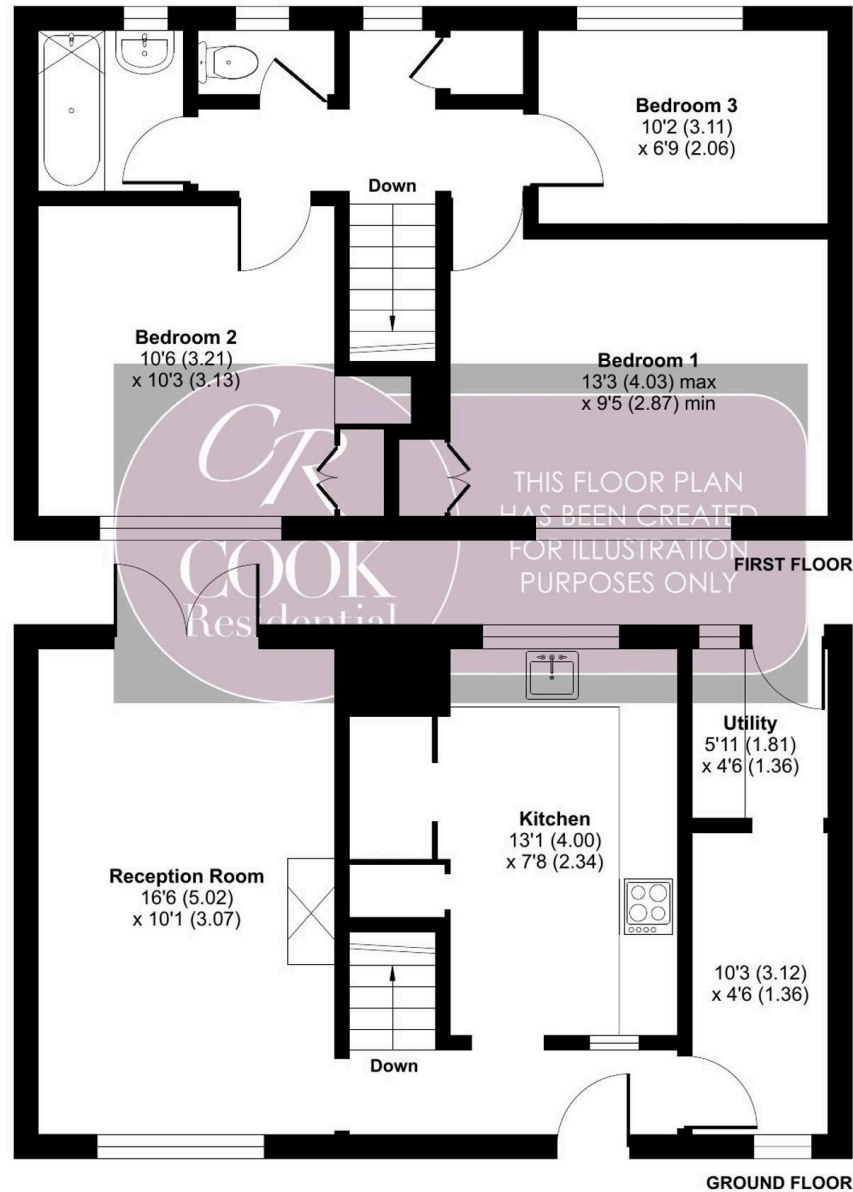 Bedroom 3
10'2 (3.11)
x 6'9 (2.06)
Down
Bedroom 2
10'6 (3.21)
x 10'3 (3.13)
Bedroom 1
13'3 (4.03) max
x 9'5 (2.87) min
CR
COOK
Residential
THIS FLOOR PLAN
HAS BEEN CREATED
FOR ILLUSTRATION
PURPOSES ONLY
FIRST FLOOR
Utility
5'11 (1.81)
x 4'6 (1.36)
Kitchen
13'1 (4.00)
x 7'8 (2.34)
Reception Room
16'6 (5.02)
x 10'1 (3.07)
10'3 (3.12)
x 4'6 (1.36)
Down
GROUND FLOOR